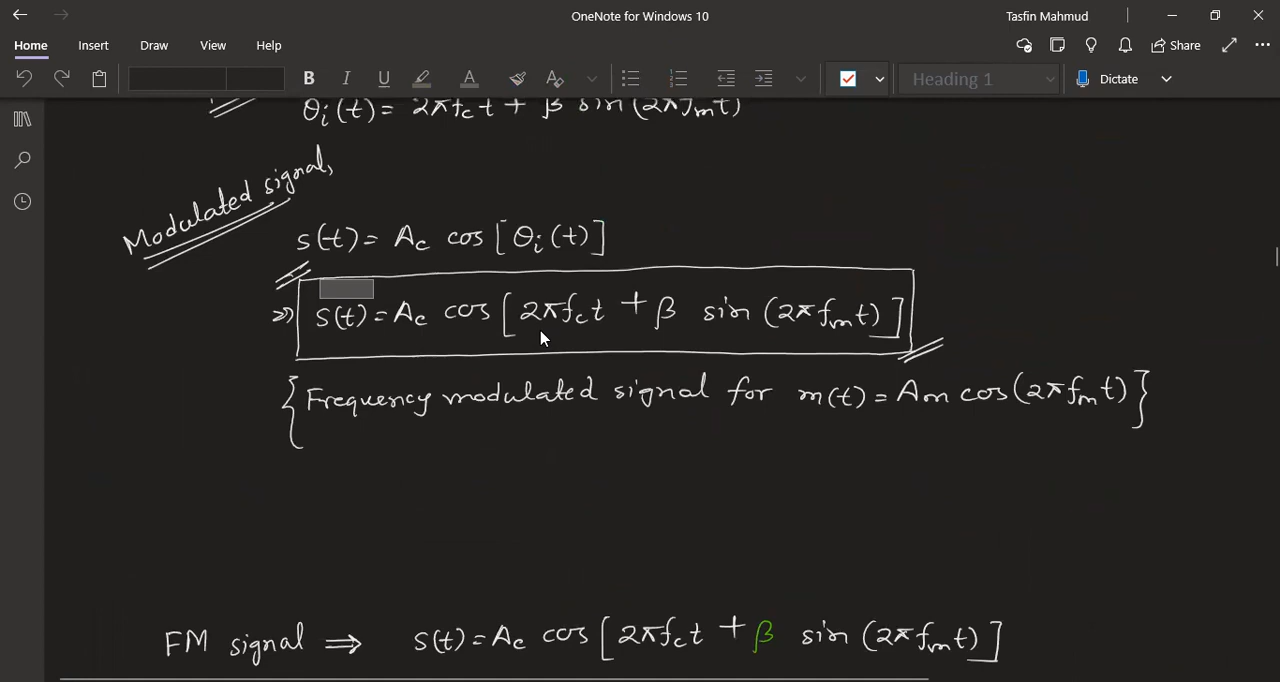 OneNote for Windows 10
Tasfin Mahmud
Home Insert Draw View Help
Share
B I U A Heading 1 Dictate
θi(t) = 2πfct + β sin(2πfmt)
Modulated signal,
s(t) = Ac cos[θi(t)]
⇒ s(t) = Ac cos[2πfct + β sin(2πfmt)]
{Frequency modulated signal for m(t) = Am cos(2πfmt)}
FM signal ⇒ s(t) = Ac cos[2πfct + β sin(2πfmt)]